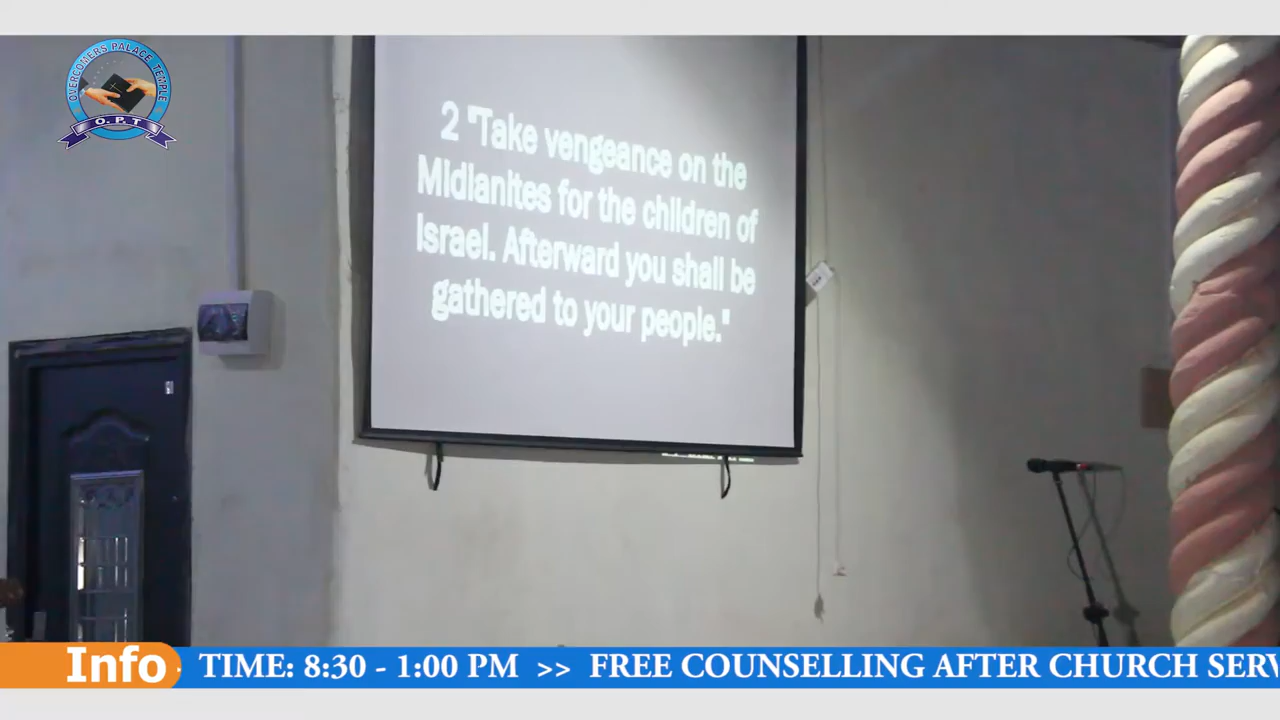 OVERCOMERS PALACE TEMPLE
O.P.T
2 "Take vengeance on the
Midianites for the children of
Israel. Afterward you shall be
gathered to your people."
Info
TIME: 8:30 - 1:00 PM >> FREE COUNSELLING AFTER CHURCH SERV